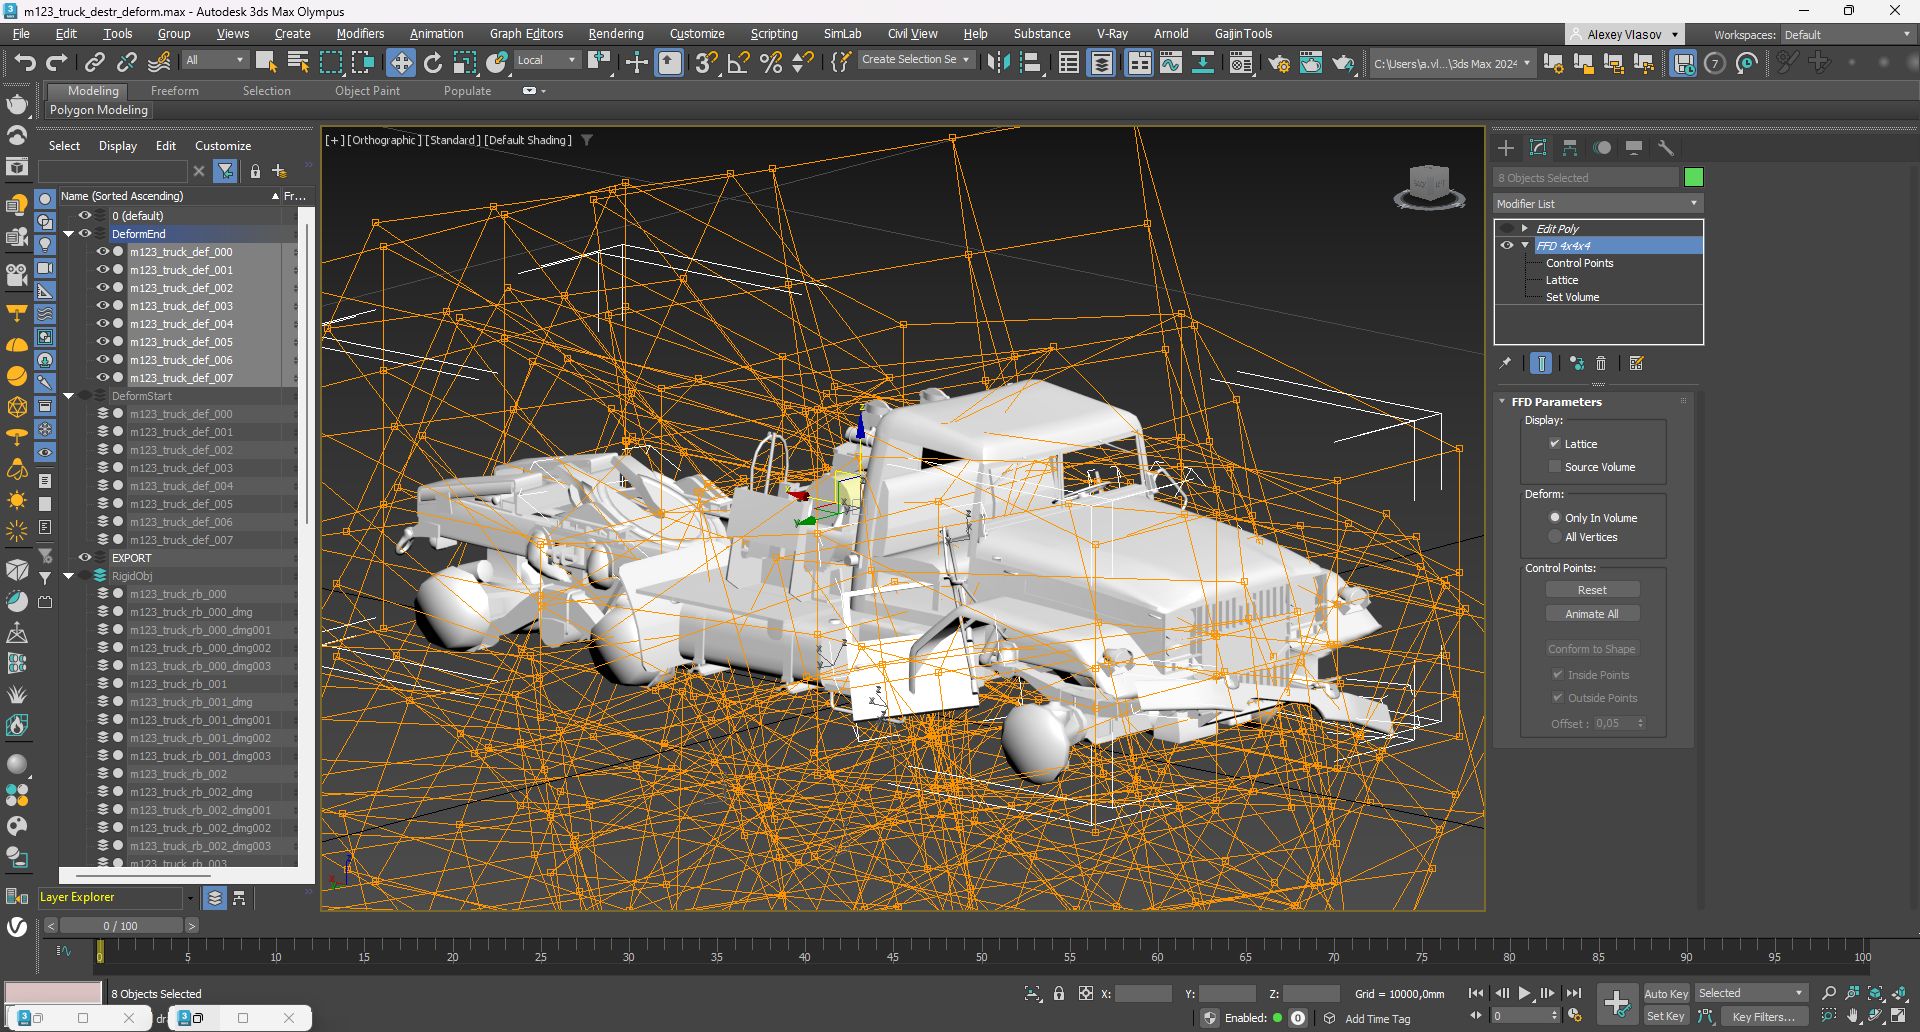 m123_truck_destr_deform.max - Autodesk 3ds Max Olympus
File Edit Tools Group Views Create Modifiers Animation Graph Editors Rendering Customize Scripting SimLab Civil View Help Substance V-Ray Arnold GajinTools
Alexey Vlasov Workspaces: Default
All Local Create Selection Se C:\Users\a.vl...\3ds Max 2024
Modeling Freeform Selection Object Paint Populate
Polygon Modeling
Select Display Edit Customize
[+] [Orthographic] [Standard] [Default Shading]
Name (Sorted Ascending) Fr...
0 (default)
DeformEnd
m123_truck_def_000
m123_truck_def_001
m123_truck_def_002
m123_truck_def_003
m123_truck_def_004
m123_truck_def_005
m123_truck_def_006
m123_truck_def_007
DeformStart
m123_truck_def_000
m123_truck_def_001
m123_truck_def_002
m123_truck_def_003
m123_truck_def_004
m123_truck_def_005
m123_truck_def_006
m123_truck_def_007
EXPORT
RigidObj
m123_truck_rb_000
m123_truck_rb_000_dmg
m123_truck_rb_000_dmg001
m123_truck_rb_000_dmg002
m123_truck_rb_000_dmg003
m123_truck_rb_001
m123_truck_rb_001_dmg
m123_truck_rb_001_dmg001
m123_truck_rb_001_dmg002
m123_truck_rb_001_dmg003
m123_truck_rb_002
m123_truck_rb_002_dmg
m123_truck_rb_002_dmg001
m123_truck_rb_002_dmg002
m123_truck_rb_002_dmg003
m123_truck_rb_003
Layer Explorer
8 Objects Selected
Modifier List
Edit Poly
FFD 4x4x4
Control Points
Lattice
Set Volume
FFD Parameters
Display:
Lattice
Source Volume
Deform:
Only In Volume
All Vertices
Control Points:
Reset
Animate All
Conform to Shape
Inside Points
Outside Points
Offset : 0,05
0 / 100
0 5 10 15 20 25 30 35 40 45 50 55 60 65 70 75 80 85 90 95 100
8 Objects Selected X: Y: Z: Grid = 10000,0mm Auto Key Selected
Enabled: 0 Add Time Tag 0 Set Key Key Filters...